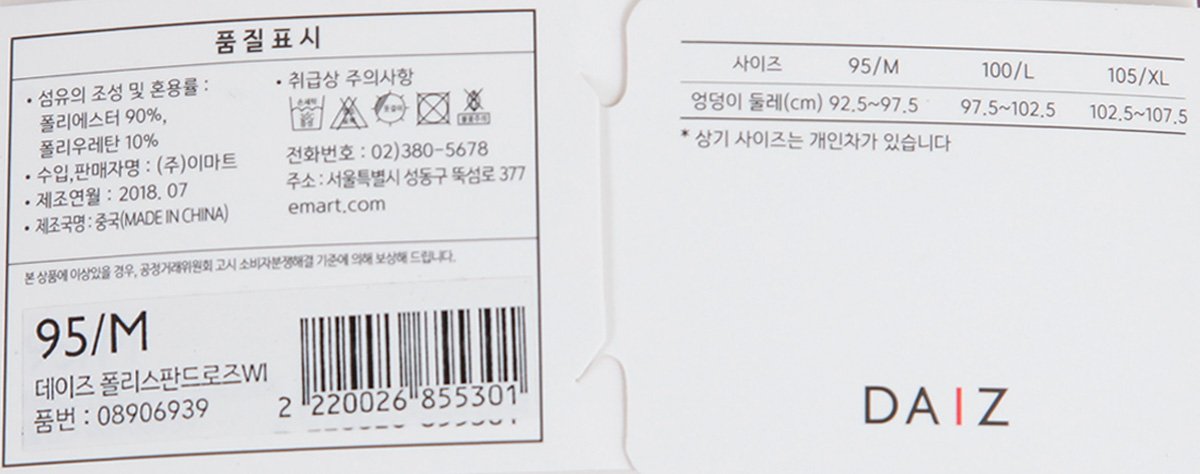 품질표시
• 섬유의 조성 및 혼용률 :
폴리에스터 90%,
폴리우레탄 10%
• 수입,판매자명 : (주)이마트
• 제조연월 : 2018. 07
• 제조국명 : 중국(MADE IN CHINA)
• 취급상 주의사항
손세탁
전화번호 : 02)380-5678
주소 : 서울특별시 성동구 뚝섬로 377
emart.com
본 상품에 이상있을 경우, 공정거래위원회 고시 소비자분쟁해결 기준에 의해 보상해 드립니다.
95/M
데이즈 폴리스판드로즈WI
품번 : 08906939
2 220026 855301
사이즈 95/M 100/L 105/XL
엉덩이 둘레(cm) 92.5~97.5 97.5~102.5 102.5~107.5
* 상기 사이즈는 개인차가 있습니다
DAIZ